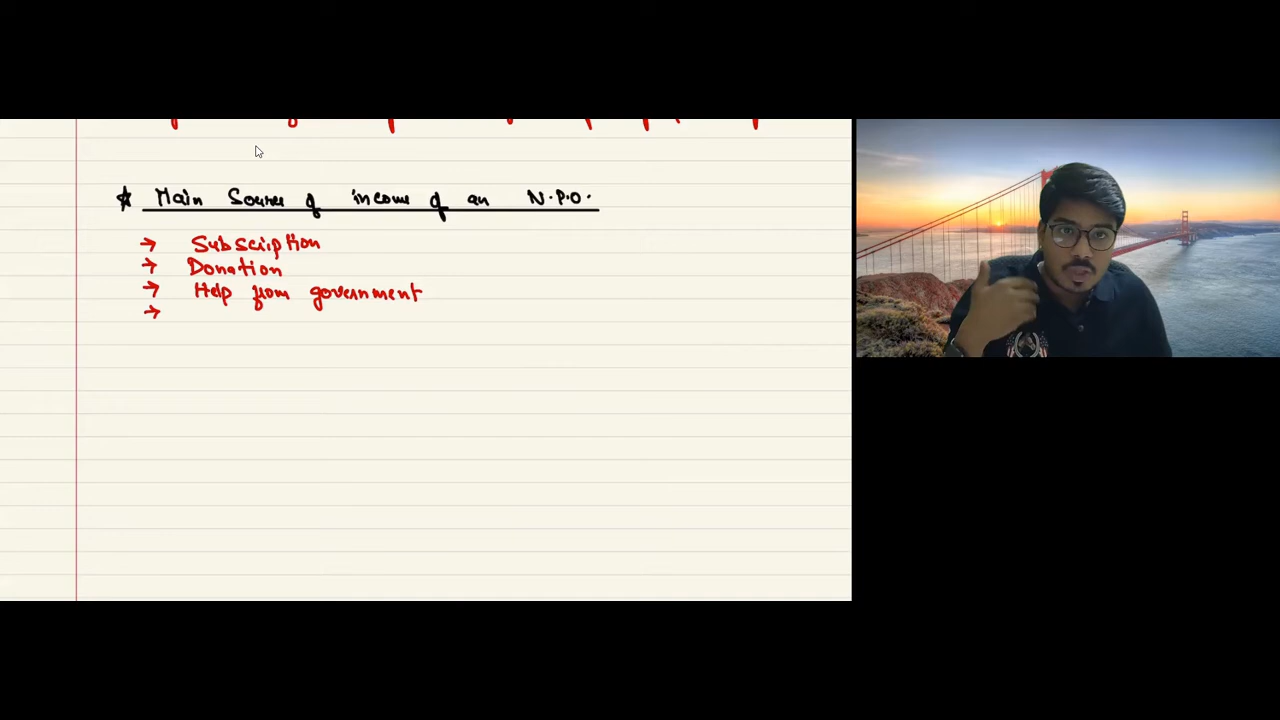 ★ Main Source of income of an N.P.O.
→ Subscription
→ Donation
→ Help from government
→